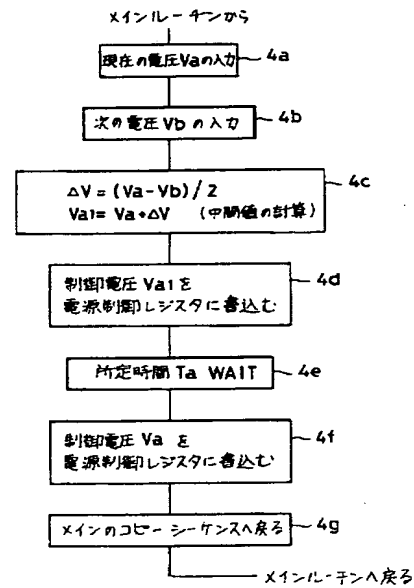 メインルーチンから
現在の電圧Vaの入力
4a
次の電圧Vbの入力
4b
ΔV=(Va-Vb)/2
Va1=Va+ΔV (中間値の計算)
4c
制御電圧Va1を
電源制御レジスタに書込む
4d
所定時間Ta WAIT
4e
制御電圧Va を
電源制御レジスタに書込む
4f
メインのコピーシーケンスへ戻る
4g
メインルーチンへ戻る